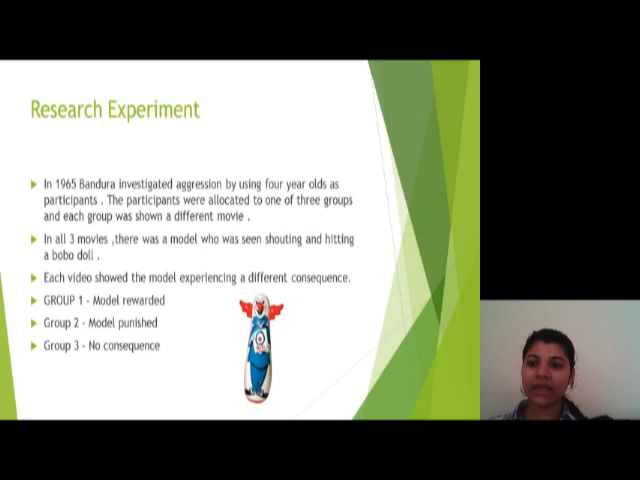 Research Experiment
In 1965 Bandura investigated aggression by using four year olds as
participants . The participants were allocated to one of three groups
and each group was shown a different movie .
In all 3 movies ,there was a model who was seen shouting and hitting
a bobo doll .
Each video showed the model experiencing a different consequence.
GROUP 1 - Model rewarded
Group 2 - Model punished
Group 3 - No consequence